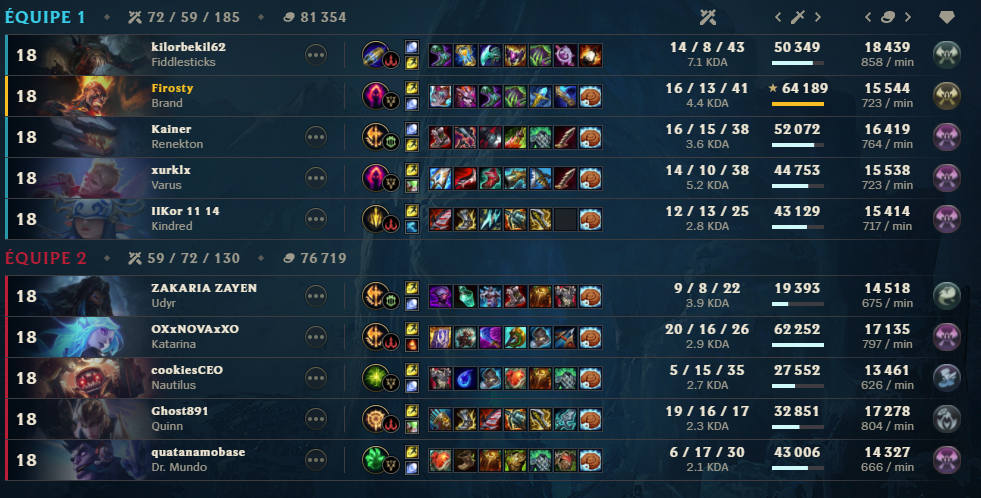 ÉQUIPE 1 72 / 59 / 185 81 354
18 kilorbekil62 14 / 8 / 43 50 349 18 439
Fiddlesticks 7.1 KDA 858 / min
18 Firosty 16 / 13 / 41 64 189 15 544
Brand 4.4 KDA 723 / min
18 Kainer 16 / 15 / 38 52 072 16 419
Renekton 3.6 KDA 764 / min
18 xurklx 14 / 10 / 38 44 753 15 538
Varus 5.2 KDA 723 / min
18 IIKor 11 14 12 / 13 / 25 43 129 15 414
Kindred 2.8 KDA 717 / min
ÉQUIPE 2 59 / 72 / 130 76 719
18 ZAKARIA ZAYEN 9 / 8 / 22 19 393 14 518
Udyr 3.9 KDA 675 / min
18 OXxNOVAxXO 20 / 16 / 26 62 252 17 135
Katarina 2.9 KDA 797 / min
18 cookiesCEO 5 / 15 / 35 27 552 13 461
Nautilus 2.7 KDA 626 / min
18 Ghost891 19 / 16 / 17 32 851 17 278
Quinn 2.3 KDA 804 / min
18 quatanamobase 6 / 17 / 30 43 006 14 327
Dr. Mundo 2.1 KDA 666 / min